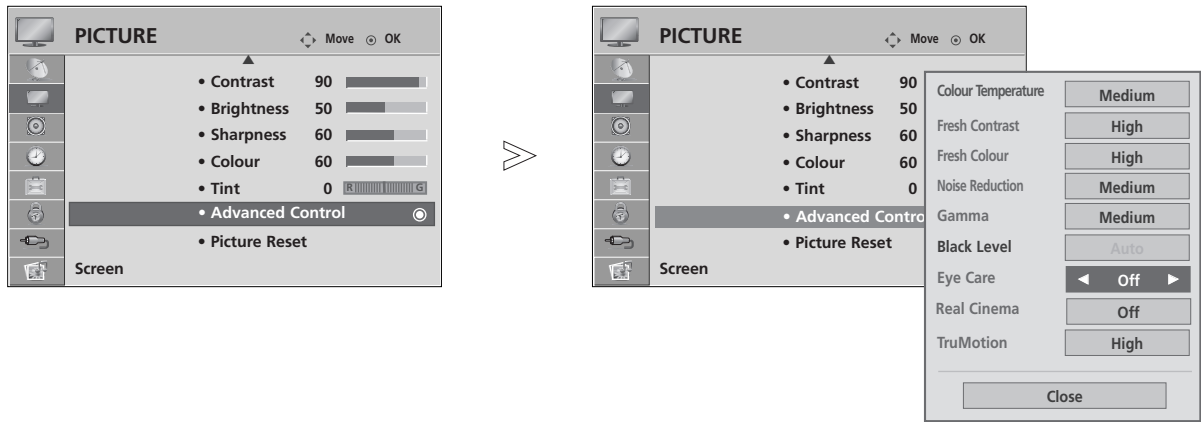 PICTURE
Move OK
• Contrast 90
• Brightness 50
• Sharpness 60
• Colour 60
• Tint 0 R G
• Advanced Control
• Picture Reset
Screen
PICTURE
Move OK
• Contrast 90
• Brightness 50
• Sharpness 60
• Colour 60
• Tint 0
• Advanced Contro
• Picture Reset
Screen
Colour Temperature Medium
Fresh Contrast High
Fresh Colour High
Noise Reduction Medium
Gamma Medium
Black Level Auto
Eye Care ◄ Off ►
Real Cinema Off
TruMotion High
Close